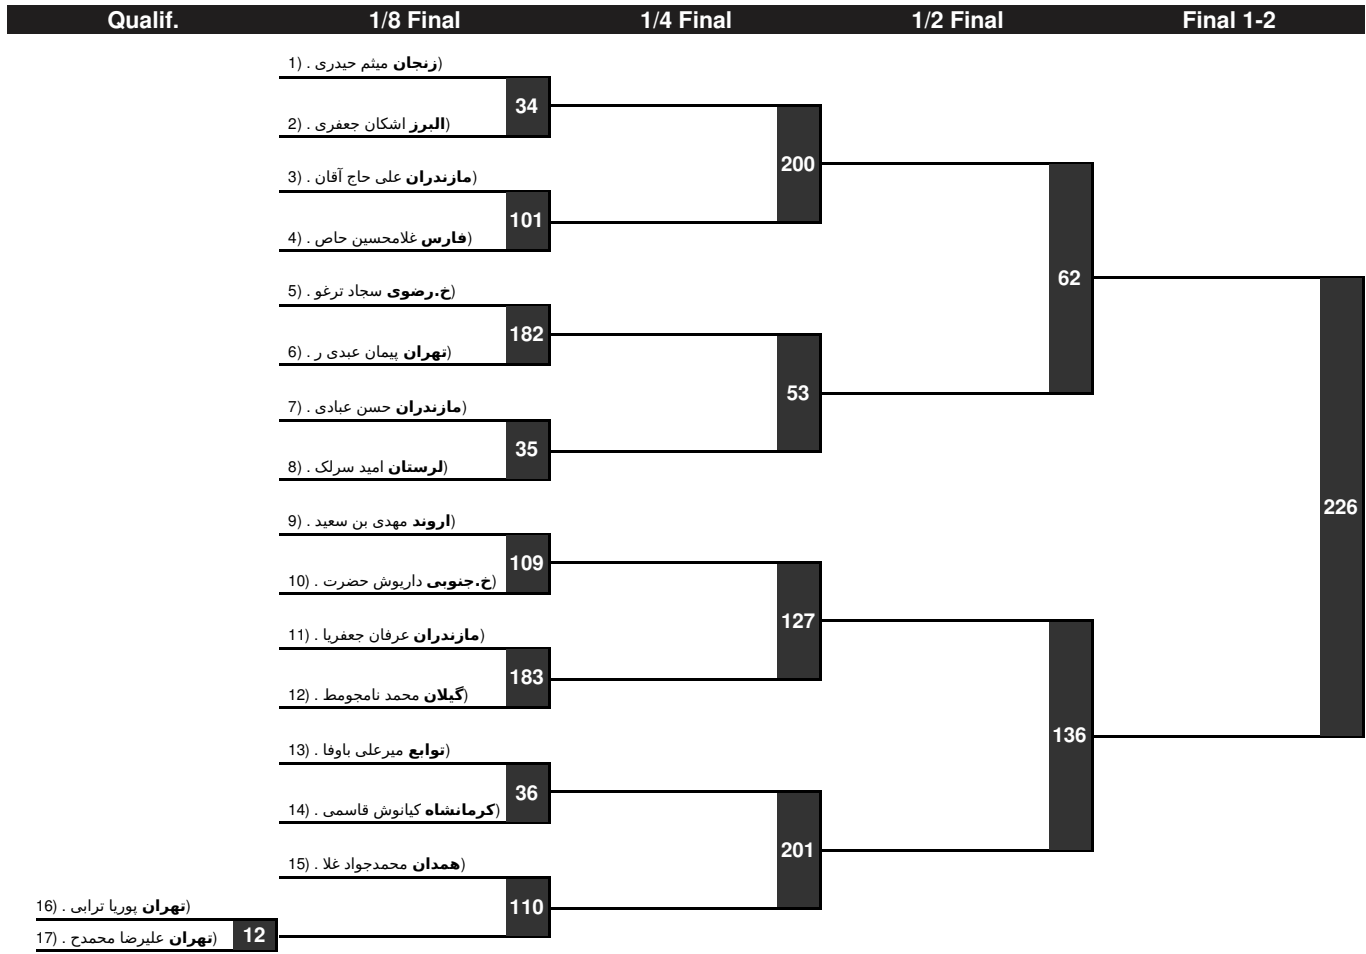 Qualif. 1/8 Final 1/4 Final 1/2 Final Final 1-2
1) . میثم حیدری (زنجان)
34
2) . اشکان جعفری (البرز)
200
3) . علی حاج آقان (مازندران)
101
4) . غلامحسین حاص (فارس)
62
5) . سجاد ترغو (خ.رضوی)
182
6) . پیمان عبدی ر (تهران)
53
7) . حسن عبادی (مازندران)
35
8) . امید سرلک (لرستان)
226
9) . مهدی بن سعید (اروند)
109
10) . داریوش حضرت (خ.جنوبی)
127
11) . عرفان جعفریا (مازندران)
183
12) . محمد نامجومط (گیلان)
136
13) . میرعلی باوفا (توابع)
36
14) . کیانوش قاسمی (کرمانشاه)
201
15) . محمدجواد غلا (همدان)
110
16) . پوریا ترابی (تهران)
12
17) . علیرضا محمدح (تهران)